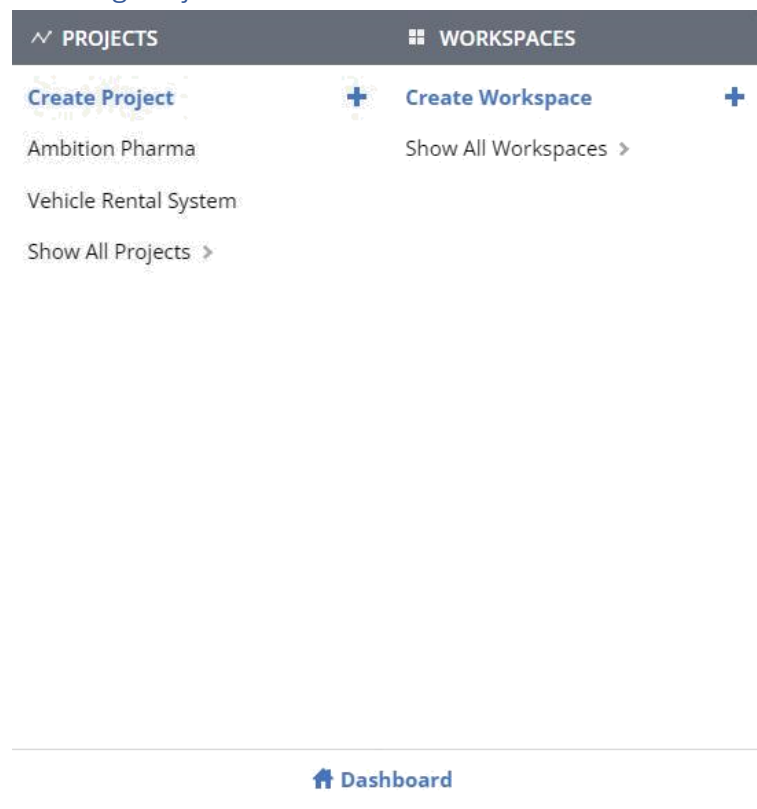 PROJECTS
Create Project
Ambition Pharma
Vehicle Rental System
Show All Projects
WORKSPACES
Create Workspace
Show All Workspaces
Dashboard